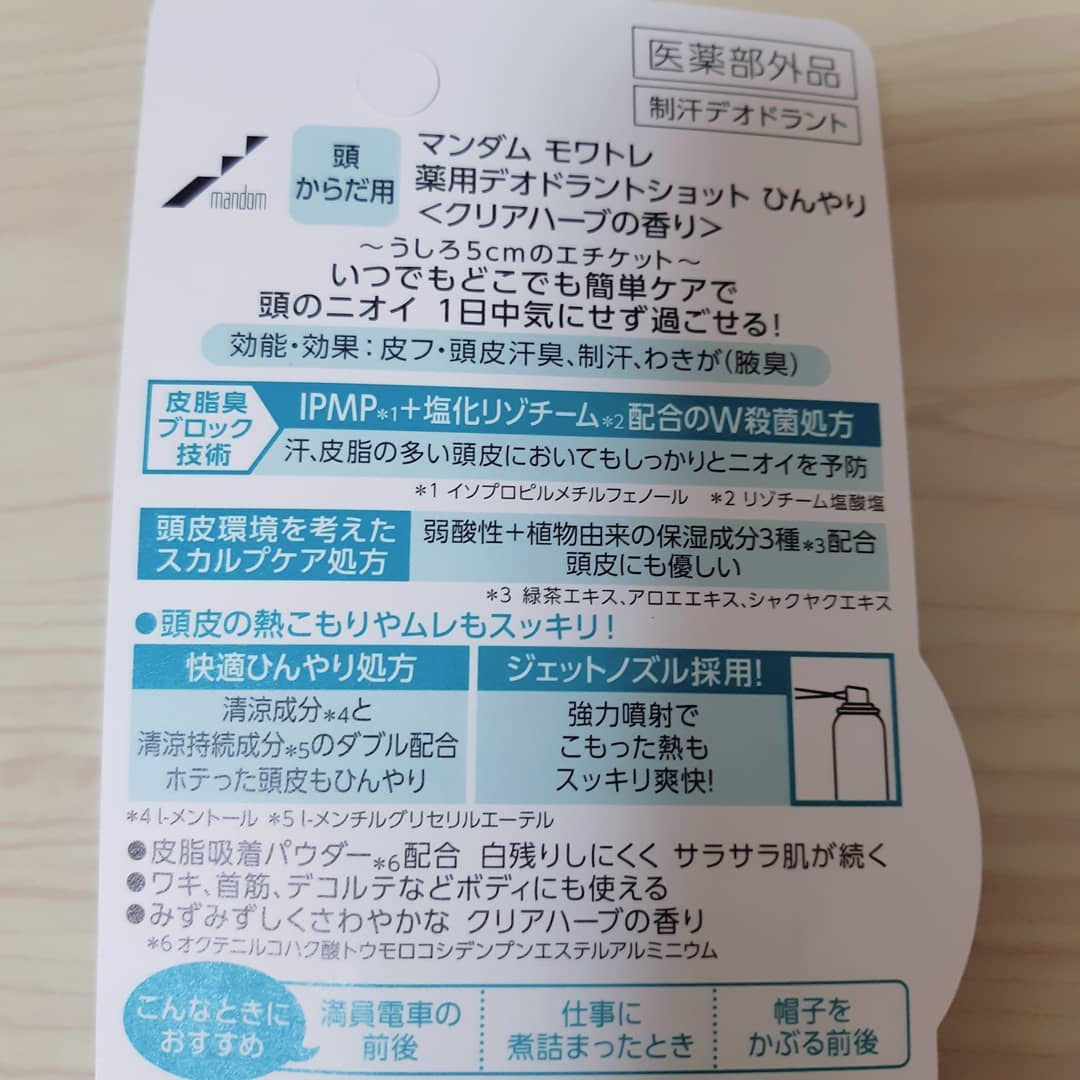 医薬部外品
制汗デオドラント
mandom
頭
からだ用
マンダム モワトレ
薬用デオドラントショット ひんやり
<クリアハーブの香り>
~うしろ5cmのエチケット~
いつでもどこでも簡単ケアで
頭のニオイ 1日中気にせず過ごせる!
効能・効果:皮フ・頭皮汗臭、制汗、わきが(腋臭)
皮脂臭
ブロック
技術
IPMP*1+塩化リゾチーム*2配合のW殺菌処方
汗、皮脂の多い頭皮においてもしっかりとニオイを予防
*1 イソプロピルメチルフェノール *2 リゾチーム塩酸塩
頭皮環境を考えた
スカルプケア処方
弱酸性+植物由来の保湿成分3種*3配合
頭皮にも優しい
*3 緑茶エキス、アロエエキス、シャクヤクエキス
●頭皮の熱こもりやムレもスッキリ!
快適ひんやり処方
清涼成分*4と
清涼持続成分*5のダブル配合
ホテった頭皮もひんやり
ジェットノズル採用!
強力噴射で
こもった熱も
スッキリ爽快!
*4 l-メントール *5 l-メンチルグリセリルエーテル
●皮脂吸着パウダー*6配合 白残りしにくく サラサラ肌が続く
●ワキ、首筋、デコルテなどボディにも使える
●みずみずしくさわやかな クリアハーブの香り
*6 オクテニルコハク酸トウモロコシデンプンエステルアルミニウム
こんなときに
おすすめ
満員電車の
前後
仕事に
煮詰まったとき
帽子を
かぶる前後